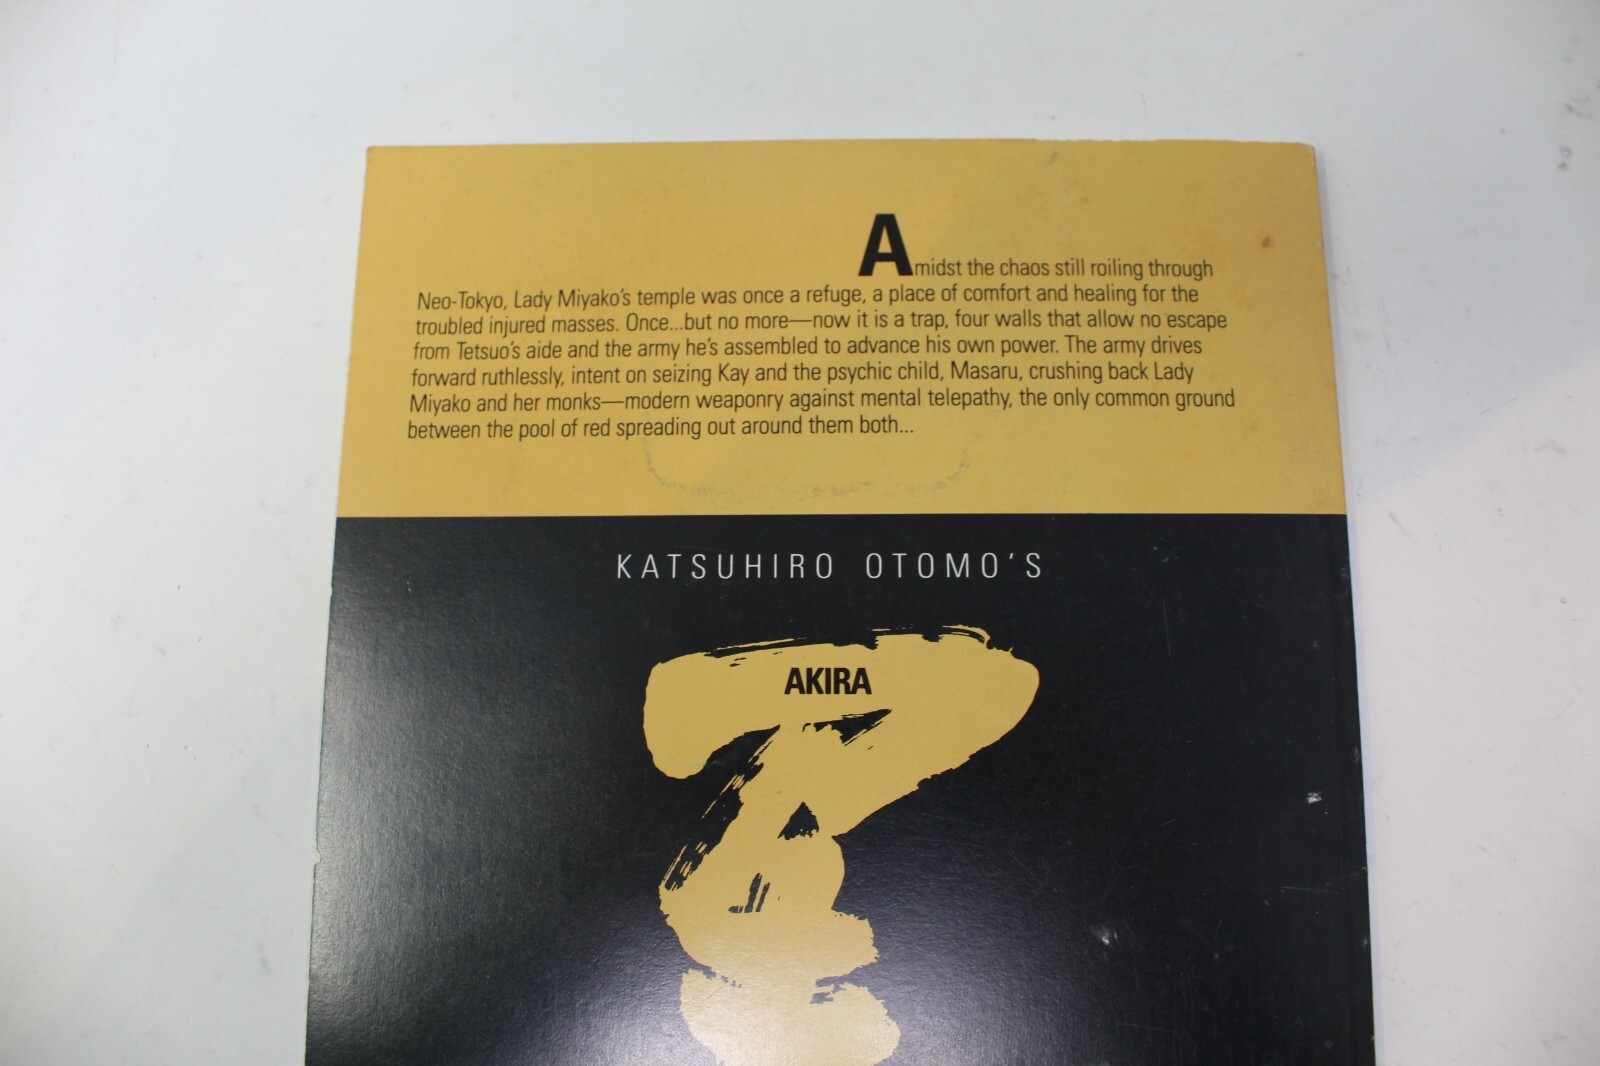 Amidst the chaos still roiling through
Neo-Tokyo, Lady Miyako's temple was once a refuge, a place of comfort and healing for the
troubled injured masses. Once...but no more—now it is a trap, four walls that allow no escape
from Tetsuo's aide and the army he's assembled to advance his own power. The army drives
forward ruthlessly, intent on seizing Kay and the psychic child, Masaru, crushing back Lady
Miyako and her monks—modern weaponry against mental telepathy, the only common ground
between the pool of red spreading out around them both...
KATSUHIRO OTOMO'S
AKIRA